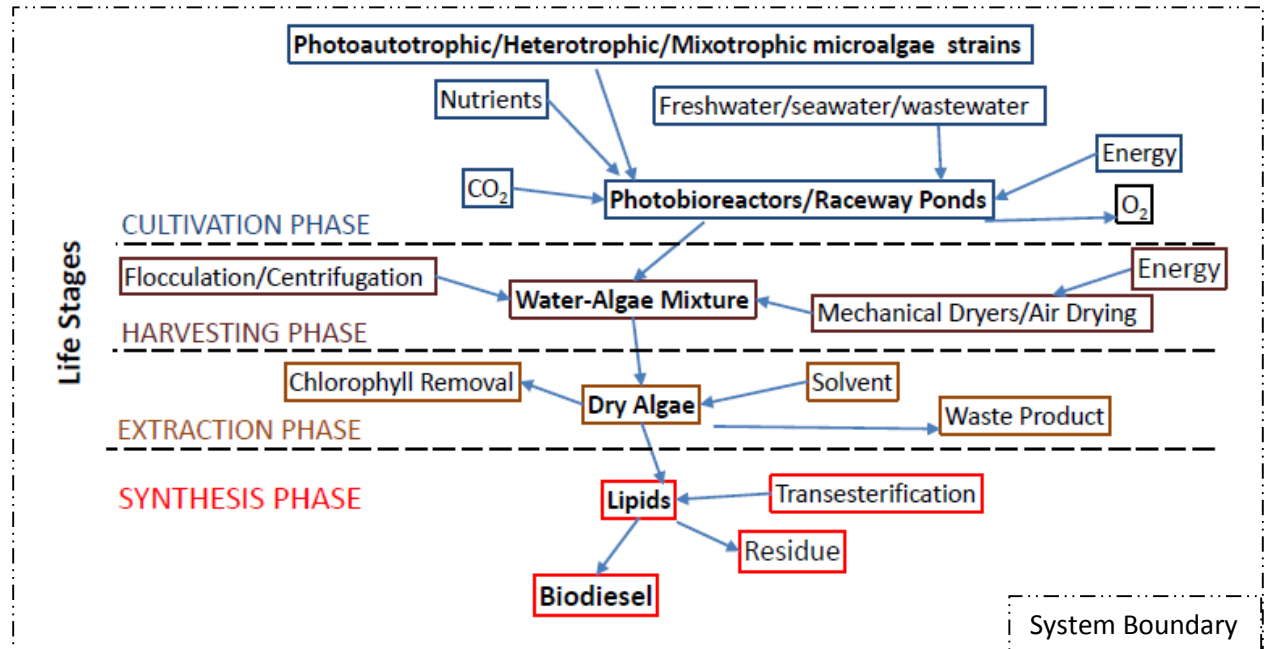 Photoautotrophic/Heterotrophic/Mixotrophic microalgae strains
Nutrients
Freshwater/seawater/wastewater
Energy
CO₂
Photobioreactors/Raceway Ponds
O₂
CULTIVATION PHASE
Life Stages
Flocculation/Centrifugation
Energy
Water-Algae Mixture
Mechanical Dryers/Air Drying
HARVESTING PHASE
Chlorophyll Removal
Solvent
Dry Algae
Waste Product
EXTRACTION PHASE
SYNTHESIS PHASE
Lipids
Transesterification
Residue
Biodiesel
System Boundary